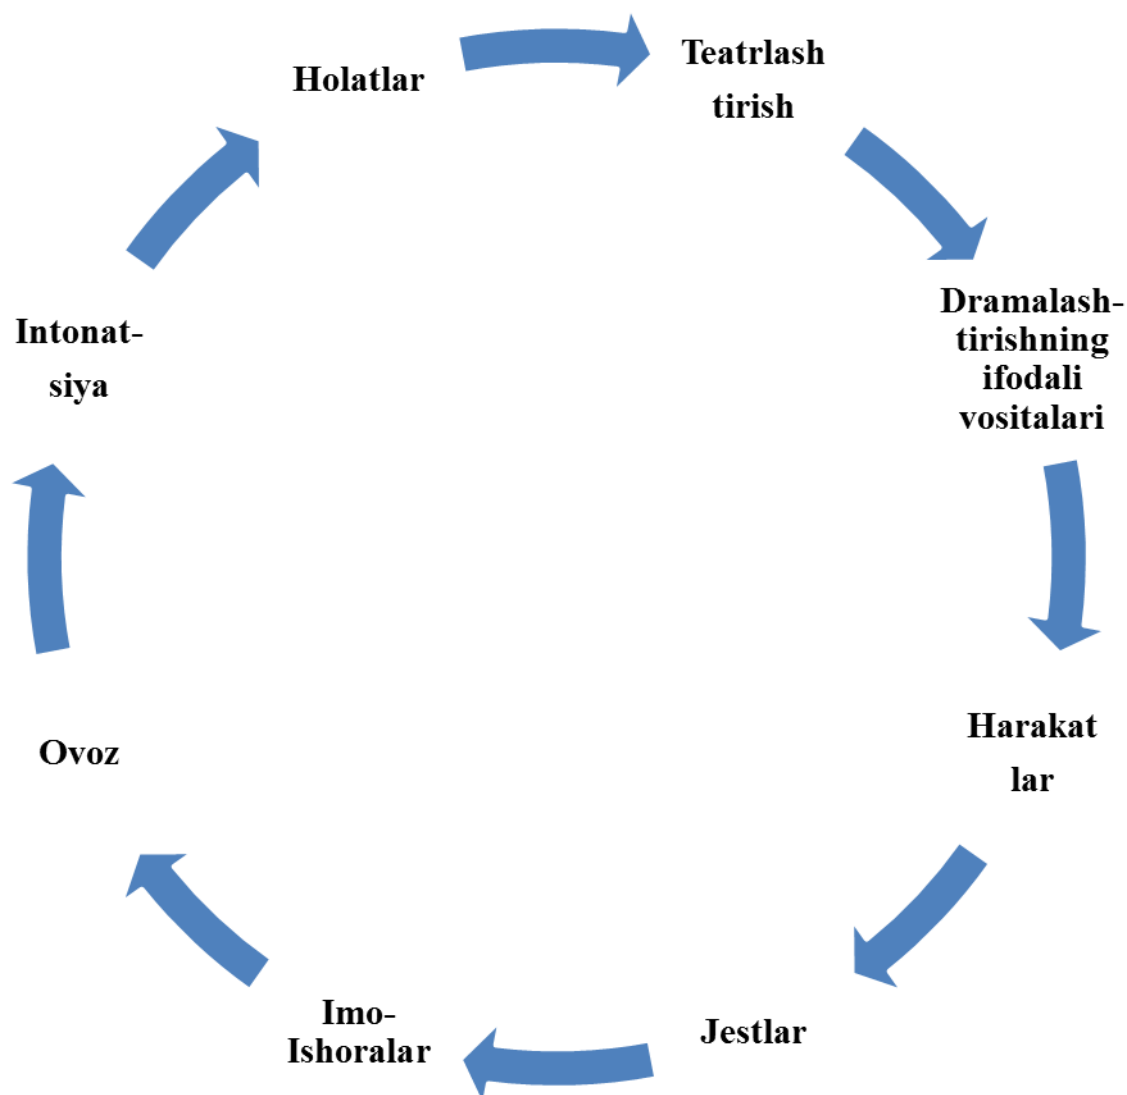 Holatlar
Teatrlash
tirish
Dramalash-
tirishning
ifodali
vositalari
Harakat
lar
Jestlar
Imo-
Ishoralar
Ovoz
Intonat-
siya